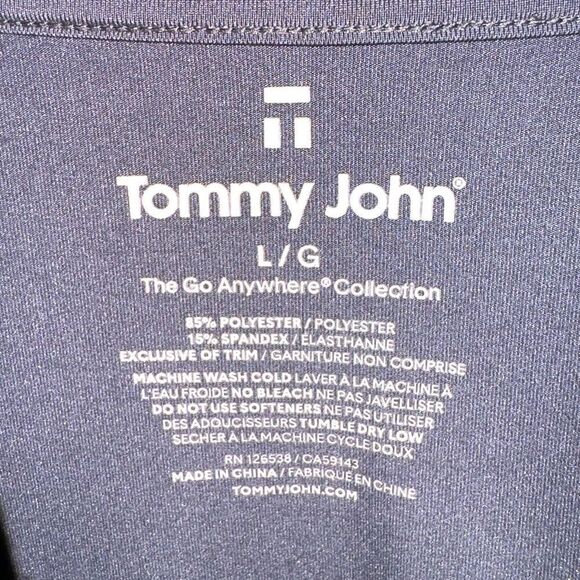 Tommy John®
L / G
The Go Anywhere® Collection
85% POLYESTER / POLYESTER
15% SPANDEX / ÉLASTHANNE
EXCLUSIVE OF TRIM / GARNITURE NON COMPRISE
MACHINE WASH COLD LAVER À LA MACHINE À
L'EAU FROIDE NO BLEACH NE PAS JAVELLISER
DO NOT USE SOFTENERS NE PAS UTILISER
DES ADOUCISSEURS TUMBLE DRY LOW
SECHER À LA MACHINE CYCLE DOUX
RN 126538 / CA59143
MADE IN CHINA / FABRIQUÉ EN CHINE
TOMMYJOHN.COM